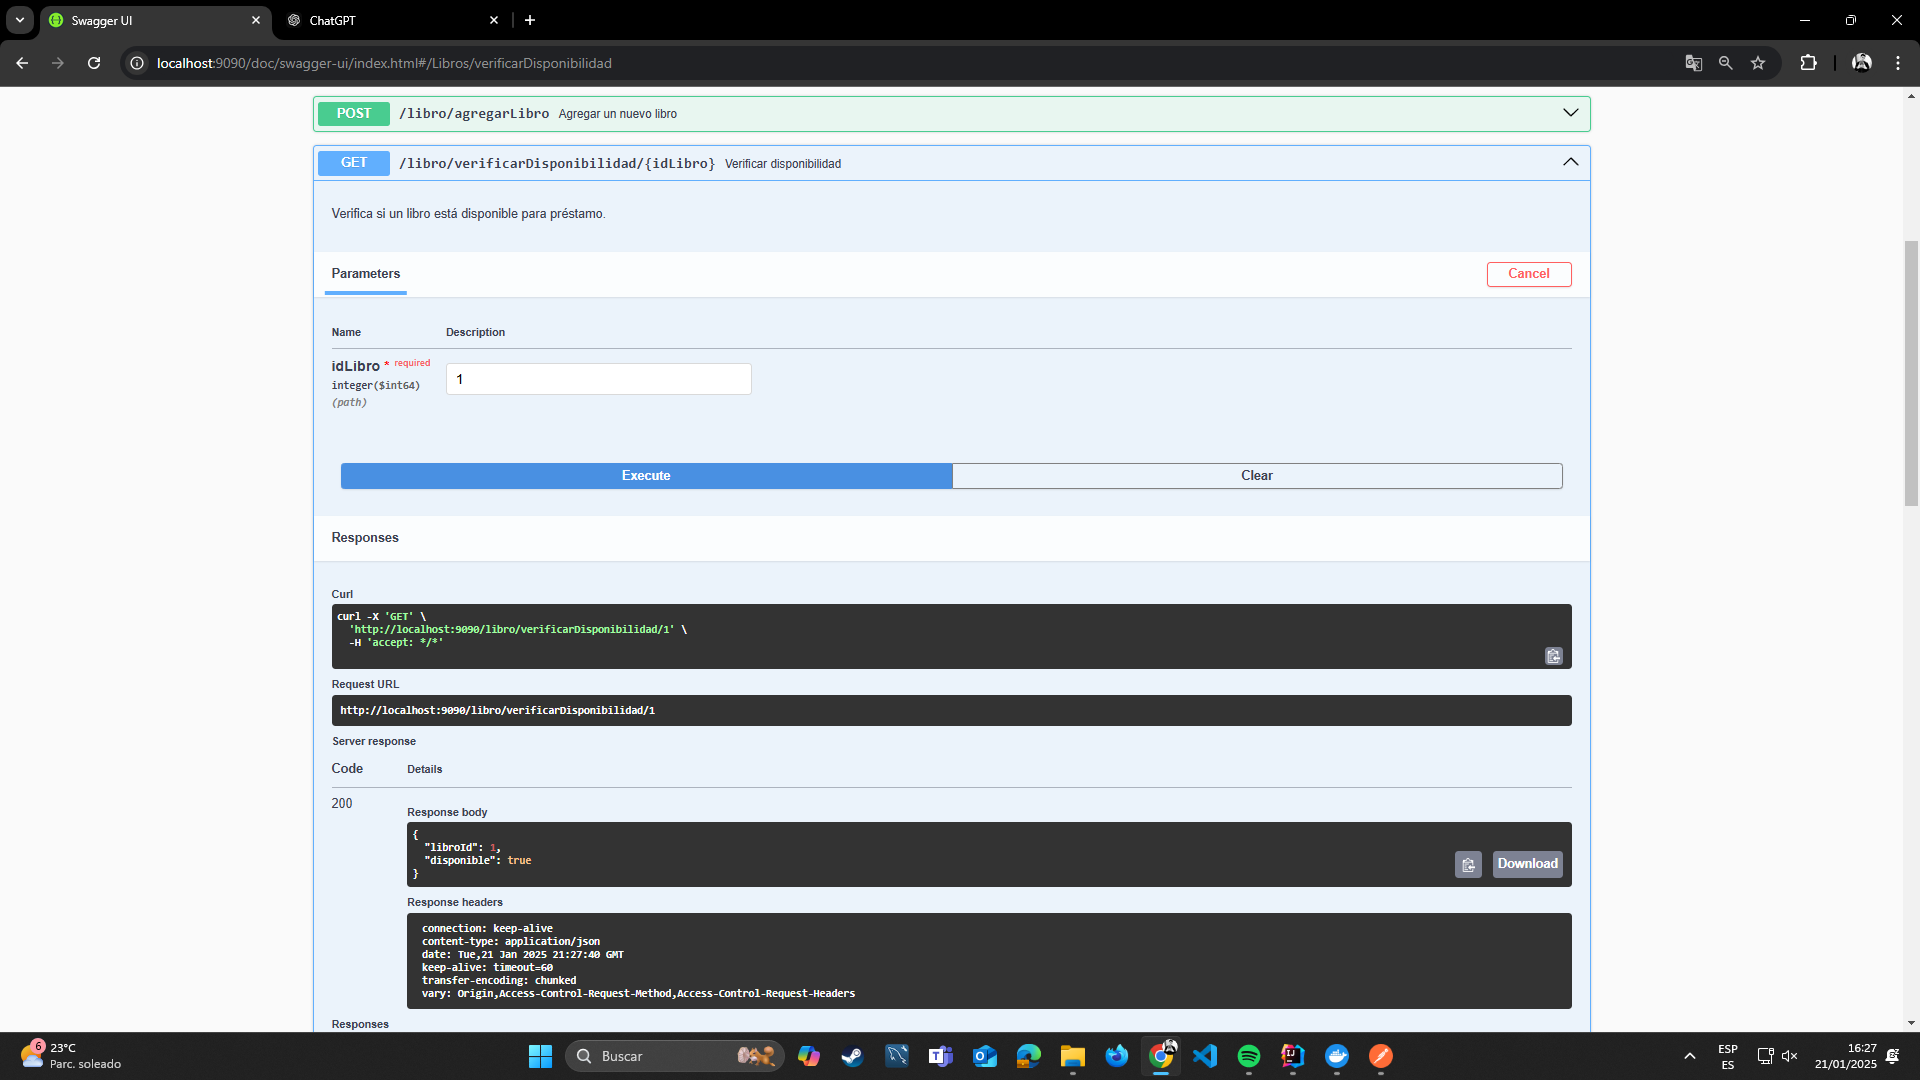 Swagger UI
ChatGPT
localhost:9090/doc/swagger-ui/index.html#/Libros/verificarDisponibilidad
POST /libro/agregarLibro Agregar un nuevo libro
GET /libro/verificarDisponibilidad/{idLibro} Verificar disponibilidad
Verifica si un libro está disponible para préstamo.
Parameters
Cancel
Name Description
idLibro * required
integer($int64)
(path)
1
Execute
Clear
Responses
Curl
curl -X 'GET' \
'http://localhost:9090/libro/verificarDisponibilidad/1' \
-H 'accept: */*'
Request URL
http://localhost:9090/libro/verificarDisponibilidad/1
Server response
Code Details
200
Response body
{
"libroId": 1,
"disponible": true
}
Download
Response headers
connection: keep-alive
content-type: application/json
date: Tue,21 Jan 2025 21:27:40 GMT
keep-alive: timeout=60
transfer-encoding: chunked
vary: Origin,Access-Control-Request-Method,Access-Control-Request-Headers
Responses
6
23°C
Parc. soleado
Buscar
ESP
ES
16:27
21/01/2025